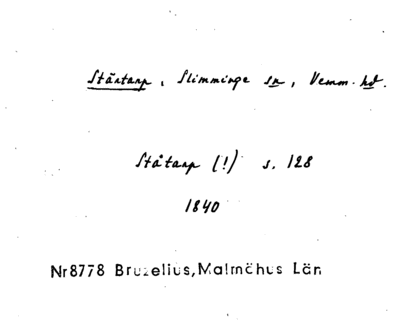 Stärtarp, Slimminge sn, Vemm. hd.
Ståtarp (!) s. 128
1840
Nr8778 Bruzelius, Malmöhus Län